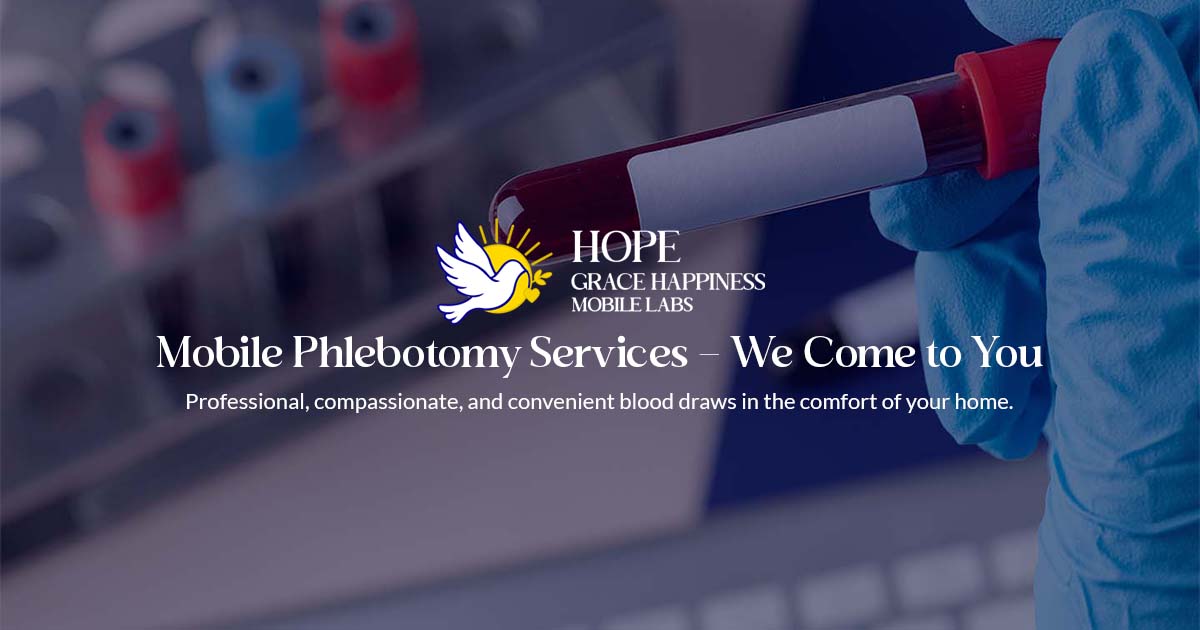 HOPE
GRACE HAPPINESS
MOBILE LABS
Mobile Phlebotomy Services – We Come to You
Professional, compassionate, and convenient blood draws in the comfort of your home.